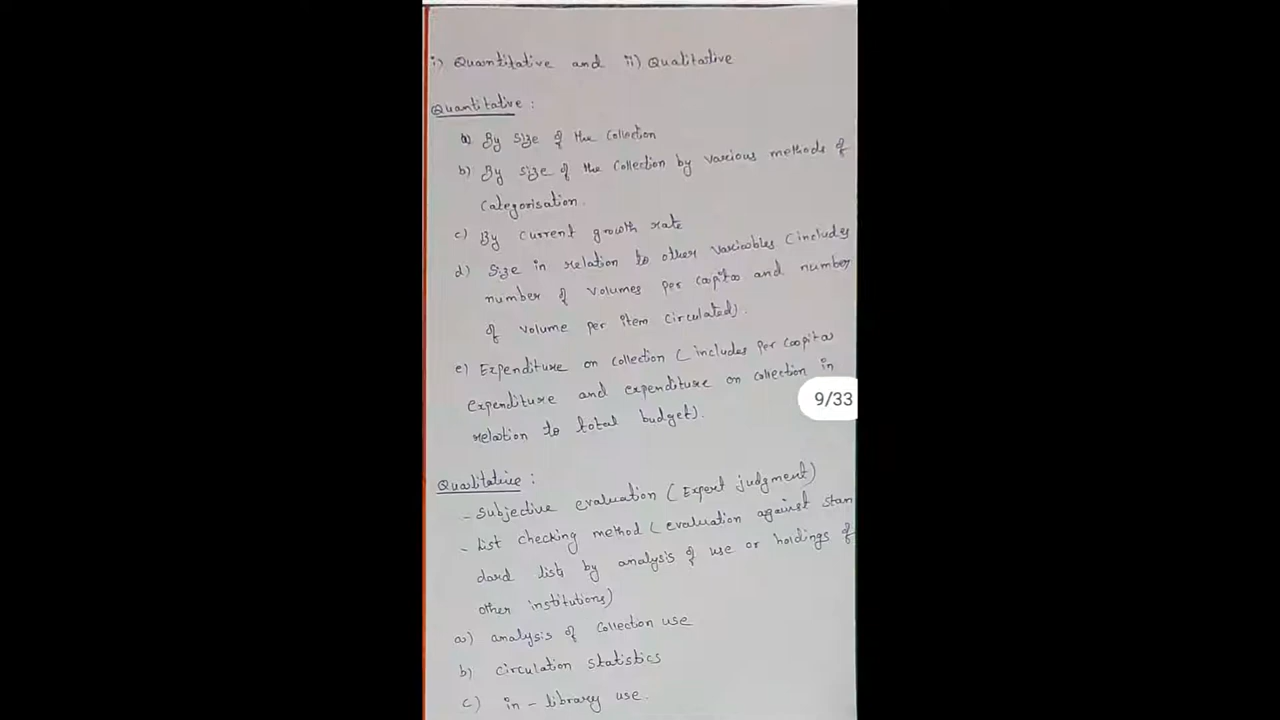 i) Quantitative and ii) Qualitative
Quantitative :
a) By size of the collection
b) By size of the collection by various methods of
categorisation.
c) By current growth rate
d) Size in relation to other variables (includes
number of volumes per capita and number
of volume per item circulated).
e) Expenditure on collection (includes per capita
expenditure and expenditure on collection in
9/33
relation to total budget).
Qualitative :
- Subjective evaluation (Expert judgment)
- List checking method (evaluation against stan
dard lists by analysis of use or holdings of
other institutions)
a) analysis of collection use
b) circulation statistics
c) in-library use.